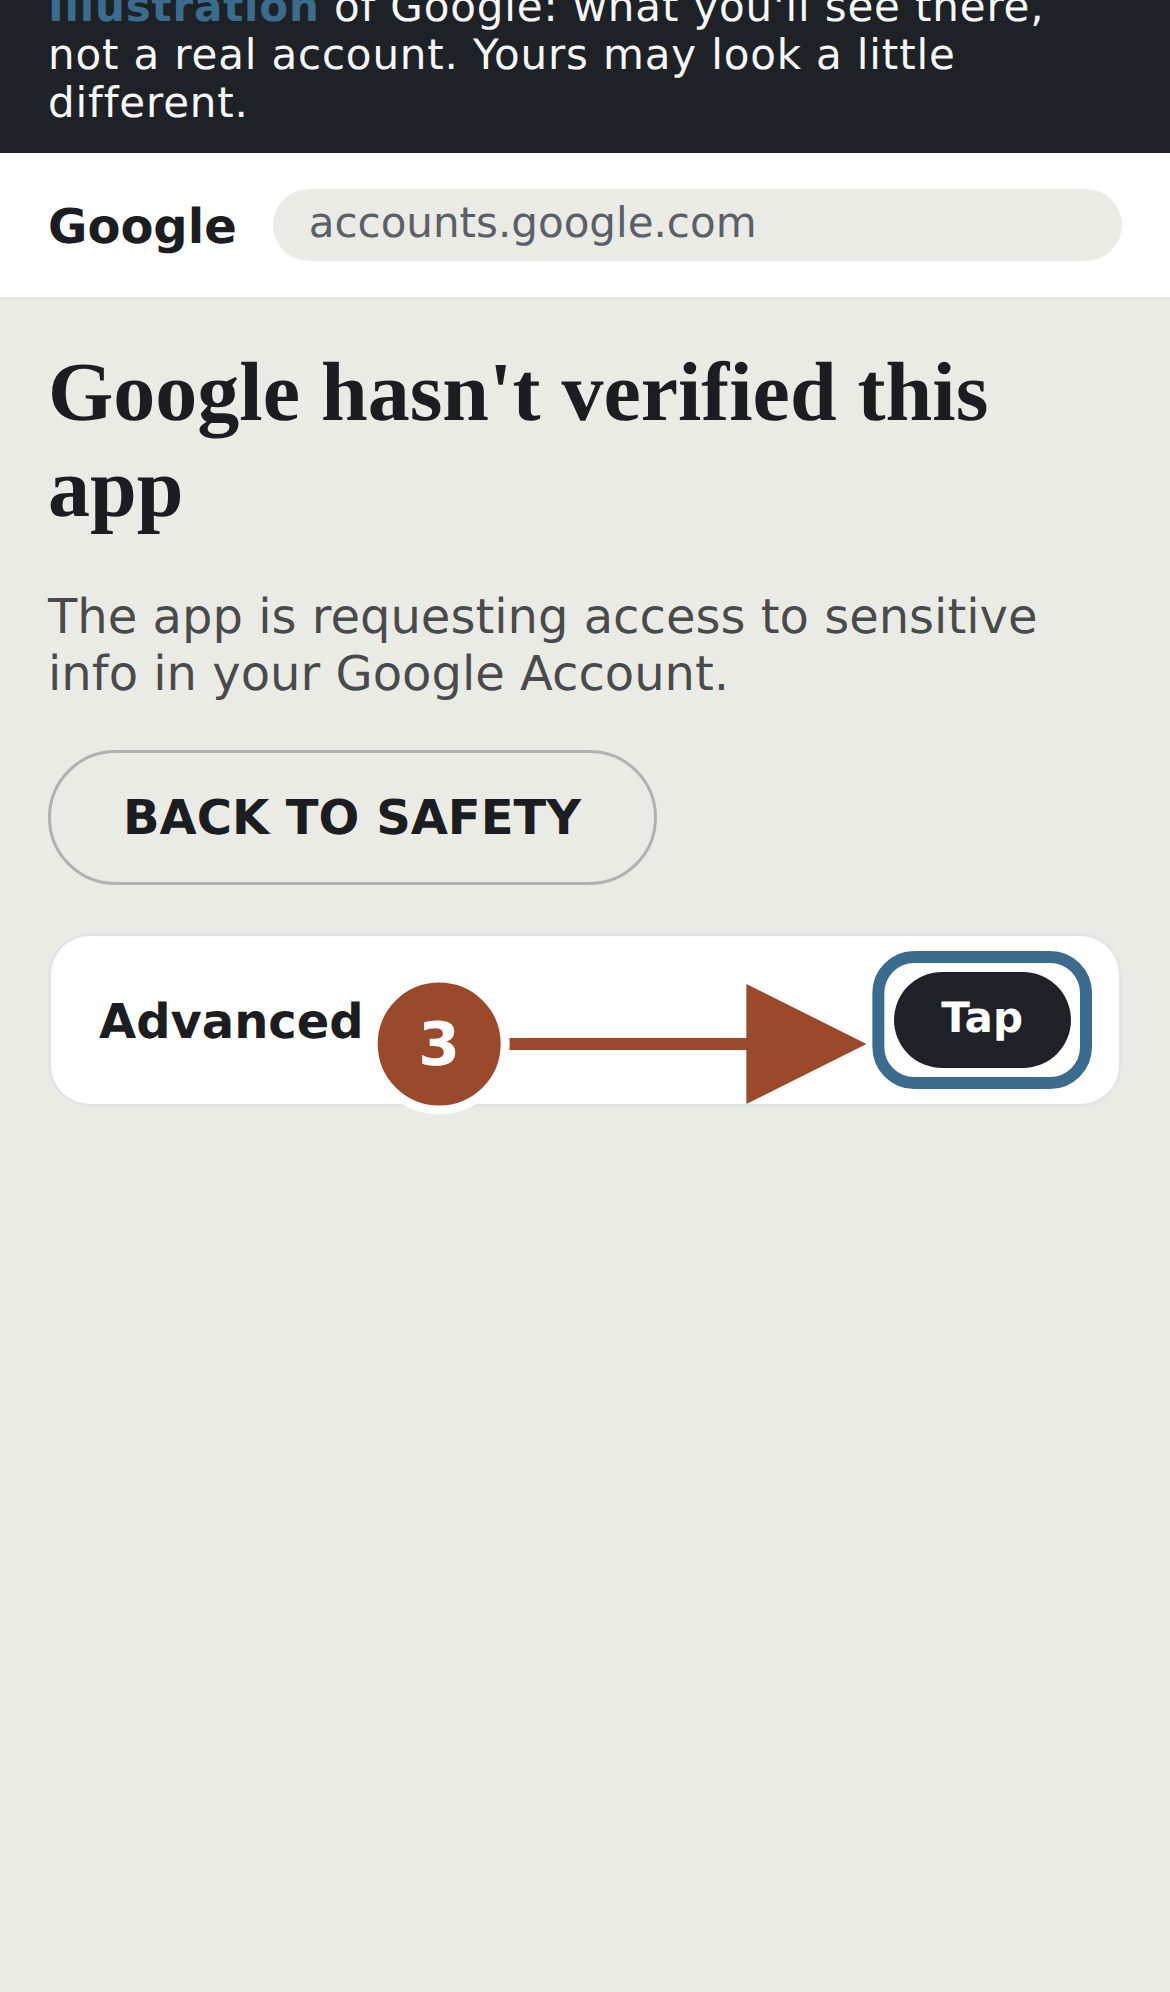 Illustration of Google: what you'll see there,
not a real account. Yours may look a little
different.
Google accounts.google.com
Google hasn't verified this
app
The app is requesting access to sensitive
info in your Google Account.
BACK TO SAFETY
Advanced 3 Tap